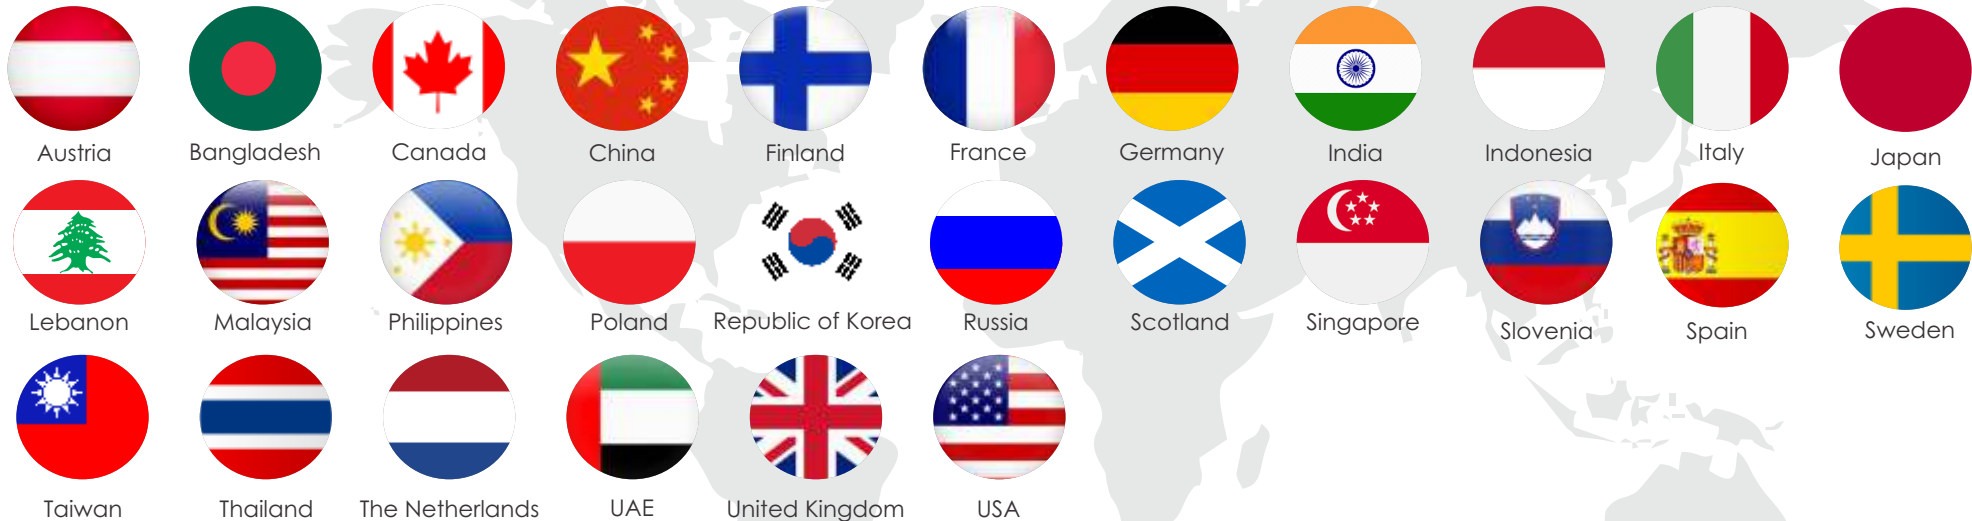 Austria
Bangladesh
Canada
China
Finland
France
Germany
India
Indonesia
Italy
Japan
Lebanon
Malaysia
Philippines
Poland
Republic of Korea
Russia
Scotland
Singapore
Slovenia
Spain
Sweden
Taiwan
Thailand
The Netherlands
UAE
United Kingdom
USA